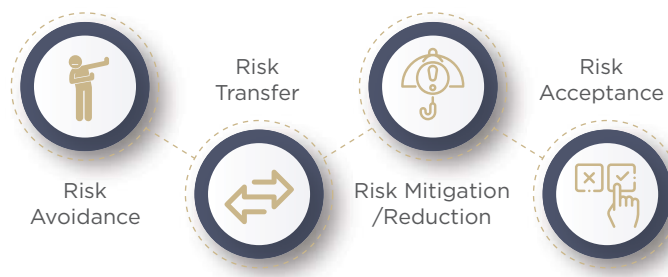 Risk
Avoidance
Risk
Transfer
Risk Mitigation
/Reduction
Risk
Acceptance